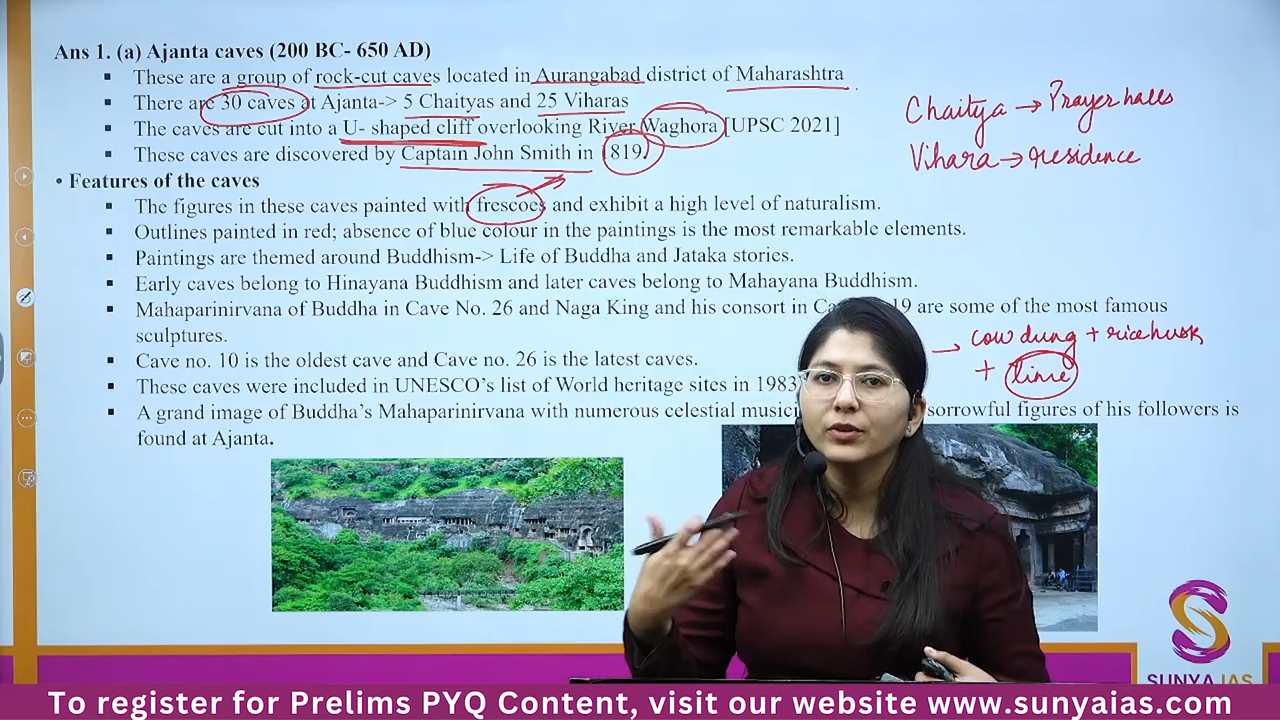 Ans 1. (a) Ajanta caves (200 BC- 650 AD)
▪ These are a group of rock-cut caves located in Aurangabad district of Maharashtra
▪ There are 30 caves at Ajanta-> 5 Chaityas and 25 Viharas
▪ The caves are cut into a U- shaped cliff overlooking River Waghora [UPSC 2021]
▪ These caves are discovered by Captain John Smith in 1819.
Chaitya → Prayer halls
Vihara → residence
• Features of the caves
▪ The figures in these caves painted with frescoes and exhibit a high level of naturalism.
▪ Outlines painted in red; absence of blue colour in the paintings is the most remarkable elements.
▪ Paintings are themed around Buddhism-> Life of Buddha and Jataka stories.
▪ Early caves belong to Hinayana Buddhism and later caves belong to Mahayana Buddhism.
▪ Mahaparinirvana of Buddha in Cave No. 26 and Naga King and his consort in 19 are some of the most famous
sculptures.
▪ Cave no. 10 is the oldest cave and Cave no. 26 is the latest caves.
▪ These caves were included in UNESCO's list of World heritage sites in 1983
→ cow dung + rice husk
+ lime
▪ A grand image of Buddha's Mahaparinirvana with numerous celestial sorrowful figures of his followers is
found at Ajanta.
SUNYA IAS
To register for Prelims PYQ Content, visit our website www.sunyaias.com